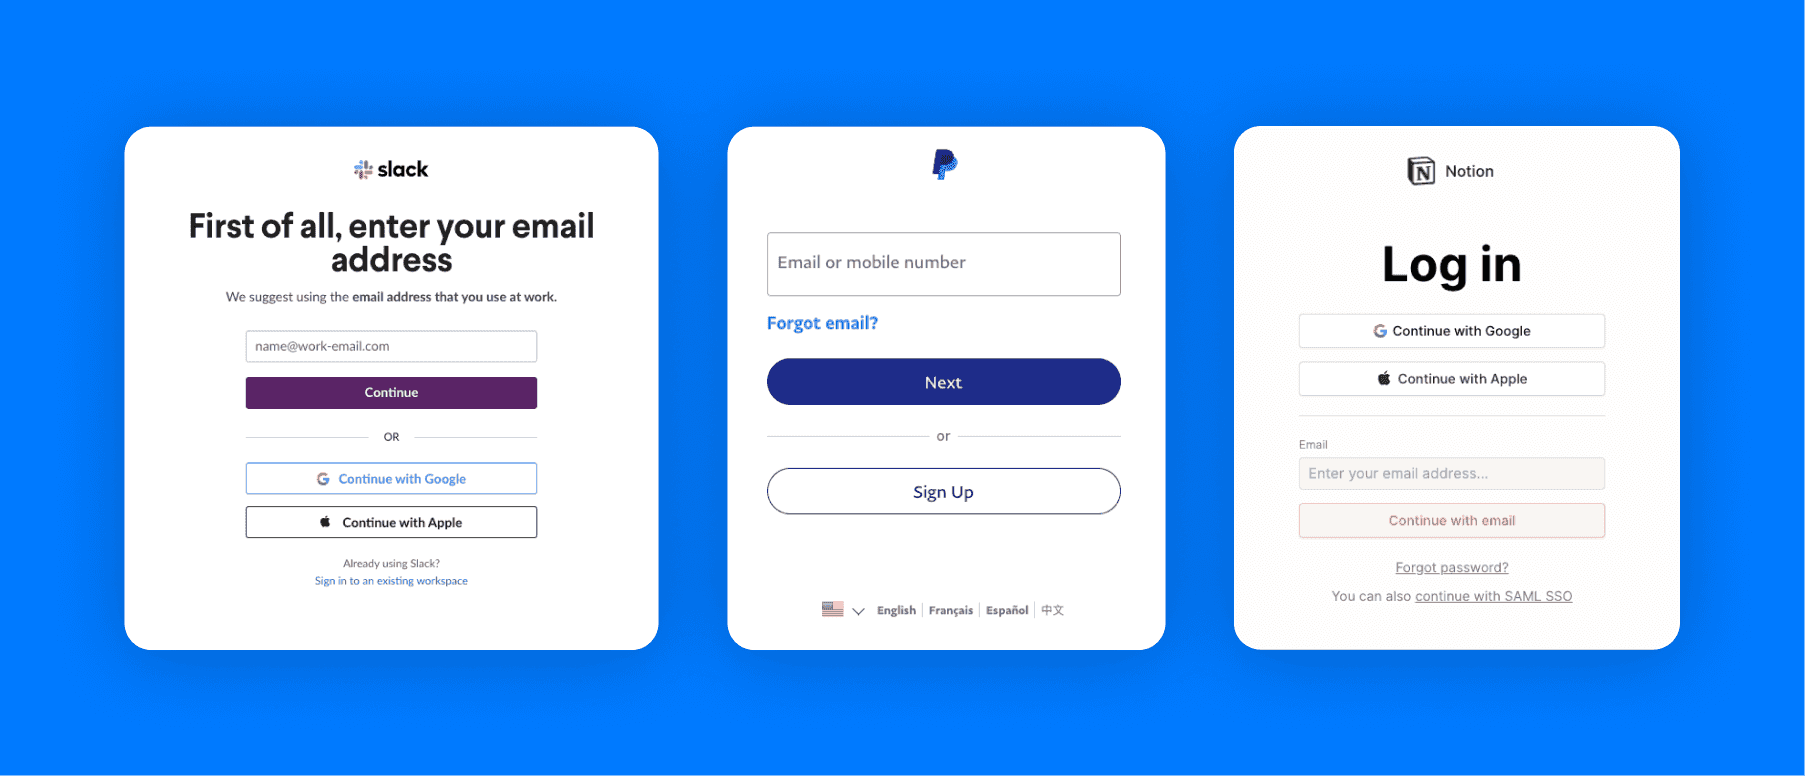 slack
First of all, enter your email
address
We suggest using the email address that you use at work.
name@work-email.com
Continue
OR
Continue with Google
Continue with Apple
Already using Slack?
Sign in to an existing workspace
Email or mobile number
Forgot email?
Next
or
Sign Up
English Français Español 中文
Notion
Log in
Continue with Google
Continue with Apple
Email
Enter your email address...
Continue with email
Forgot password?
You can also continue with SAML SSO